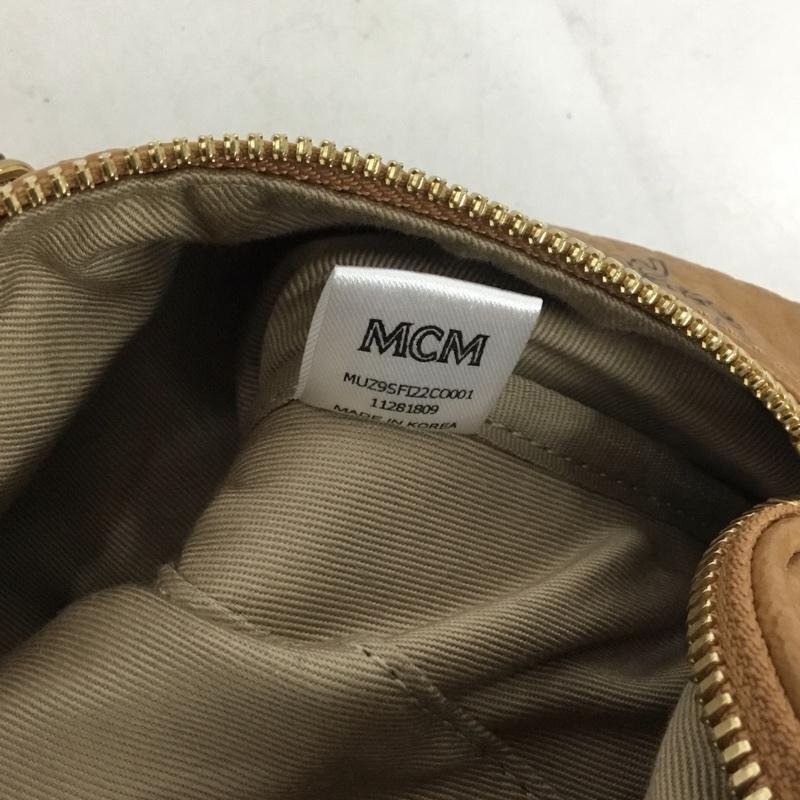 MCM
MUZ9SFI22CO001
11281809
MADE IN KOREA